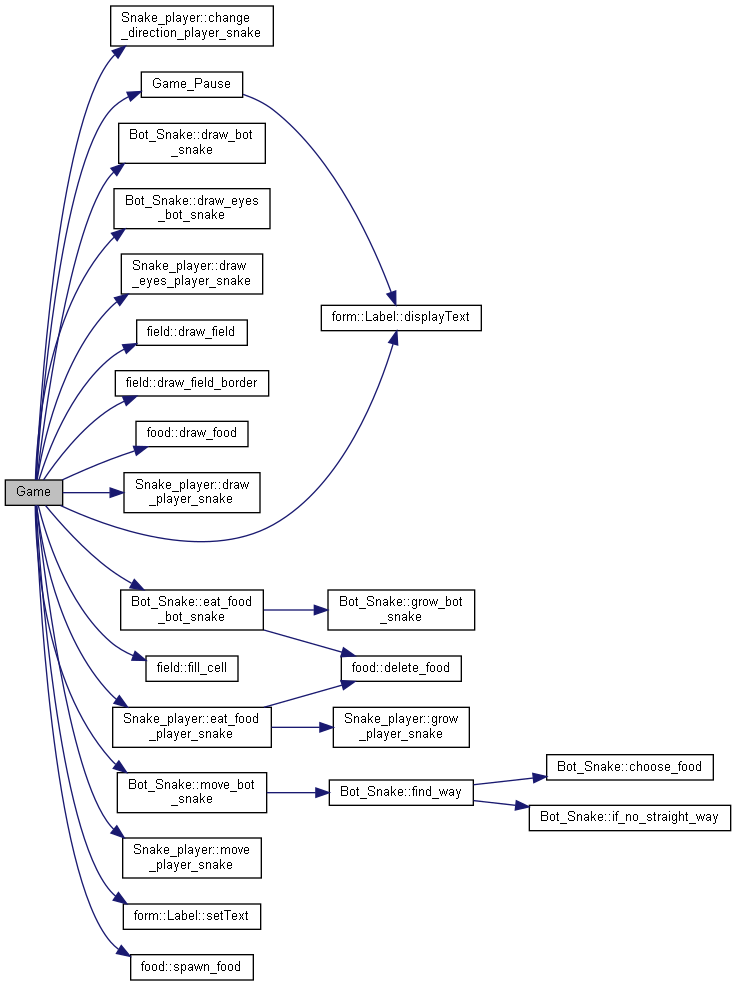 Snake_player::change
_direction_player_snake
Game_Pause
Bot_Snake::draw_bot
_snake
Bot_Snake::draw_eyes
_bot_snake
Snake_player::draw
_eyes_player_snake
form::Label::displayText
field::draw_field
field::draw_field_border
food::draw_food
Game
Snake_player::draw
_player_snake
Bot_Snake::eat_food
_bot_snake
Bot_Snake::grow_bot
_snake
field::fill_cell
food::delete_food
Snake_player::eat_food
_player_snake
Snake_player::grow
_player_snake
Bot_Snake::move_bot
_snake
Bot_Snake::find_way
Bot_Snake::choose_food
Bot_Snake::if_no_straight_way
Snake_player::move
_player_snake
form::Label::setText
food::spawn_food